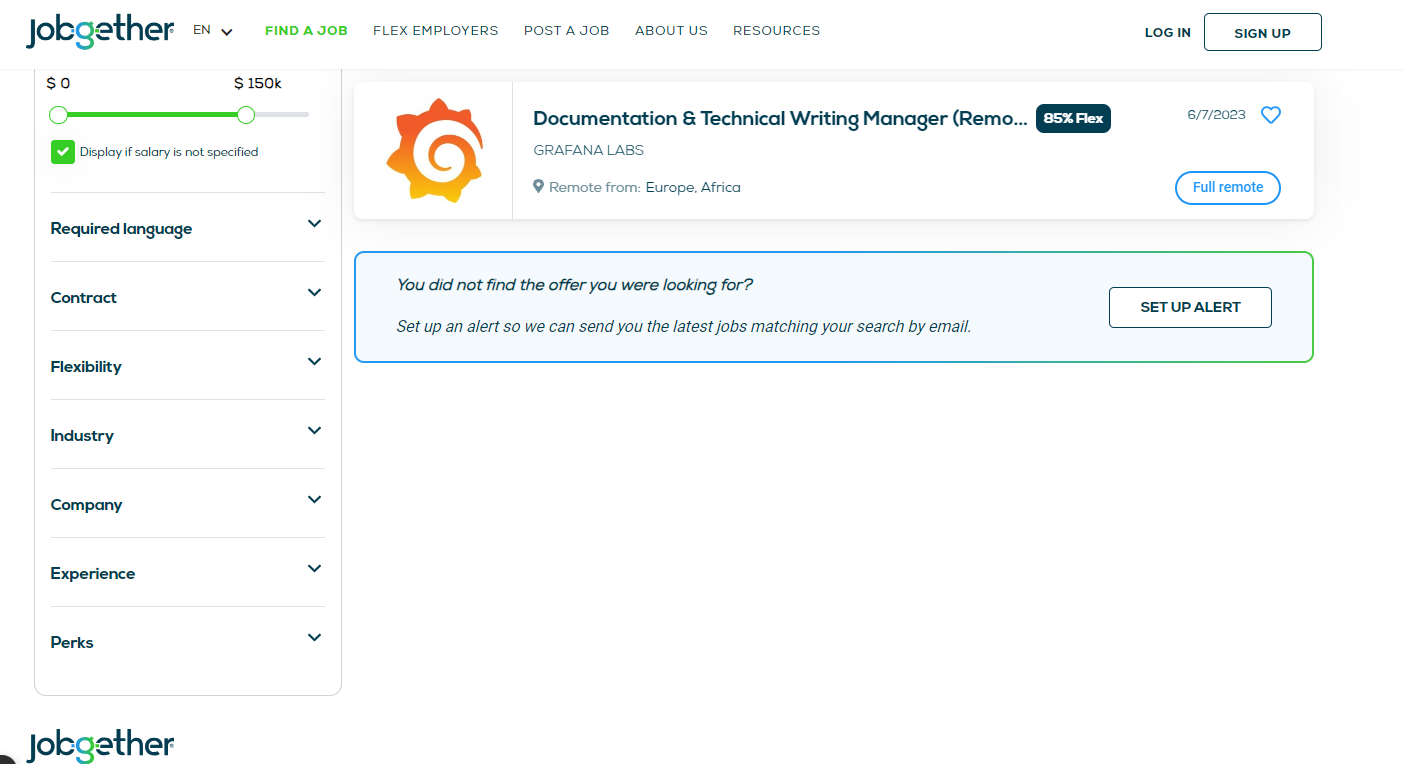 jobgether
EN
FIND A JOB
FLEX EMPLOYERS
POST A JOB
ABOUT US
RESOURCES
LOG IN
SIGN UP
$ 0
$ 150k
Display if salary is not specified
Required language
Contract
Flexibility
Industry
Company
Experience
Perks
Documentation & Technical Writing Manager (Remo...
85% Flex
6/7/2023
GRAFANA LABS
Remote from: Europe, Africa
Full remote
You did not find the offer you were looking for?
Set up an alert so we can send you the latest jobs matching your search by email.
SET UP ALERT
jobgether